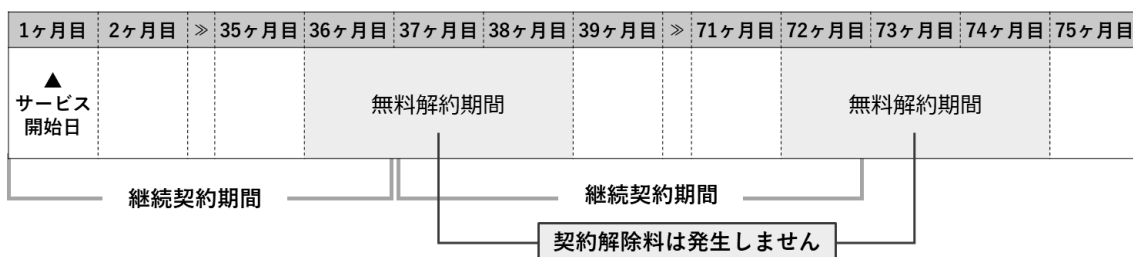 1ヶ月目 2ヶ月目 ≫ 35ヶ月目 36ヶ月目 37ヶ月目 38ヶ月目 39ヶ月目 ≫ 71ヶ月目 72ヶ月目 73ヶ月目 74ヶ月目 75ヶ月目
▲
サービス
開始日
無料解約期間 無料解約期間
継続契約期間 継続契約期間
契約解除料は発生しません